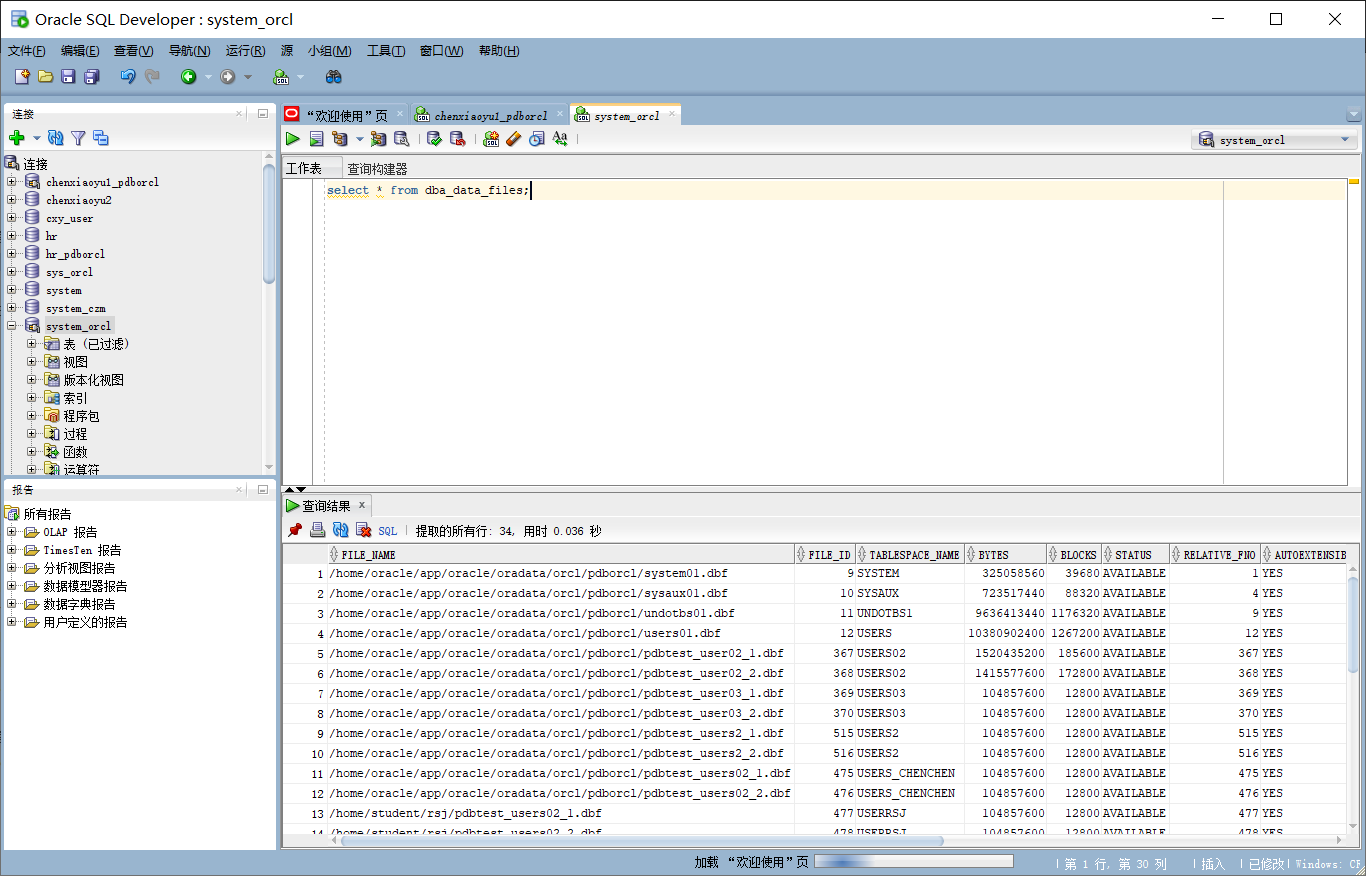 Oracle SQL Developer : system_orcl
文件(F) 编辑(E) 查看(V) 导航(N) 运行(R) 源 小组(M) 工具(T) 窗口(W) 帮助(H)
连接
连接
chenxiaoyu1_pdborcl
chenxiaoyu2
cxy_user
hr
hr_pdborcl
sys_orcl
system
system_czm
system_orcl
表 (已过滤)
视图
版本化视图
索引
程序包
过程
函数
运算符
报告
所有报告
OLAP 报告
TimesTen 报告
分析视图报告
数据模型器报告
数据字典报告
用户定义的报告
“欢迎使用”页 chenxiaoyu1_pdborcl system_orcl
system_orcl
工作表 查询构建器
select * from dba_data_files;
查询结果 x
SQL | 提取的所有行: 34, 用时 0.036 秒
FILE_NAME FILE_ID TABLESPACE_NAME BYTES BLOCKS STATUS RELATIVE_FNO AUTOEXTENSIB
1 /home/oracle/app/oracle/oradata/orcl/pdborcl/system01.dbf 9 SYSTEM 325058560 39680 AVAILABLE 1 YES
2 /home/oracle/app/oracle/oradata/orcl/pdborcl/sysaux01.dbf 10 SYSAUX 723517440 88320 AVAILABLE 4 YES
3 /home/oracle/app/oracle/oradata/orcl/pdborcl/undotbs01.dbf 11 UNDOTBS1 9636413440 1176320 AVAILABLE 9 YES
4 /home/oracle/app/oracle/oradata/orcl/pdborcl/users01.dbf 12 USERS 10380902400 1267200 AVAILABLE 12 YES
5 /home/oracle/app/oracle/oradata/orcl/pdborcl/pdbtest_user02_1.dbf 367 USERS02 1520435200 185600 AVAILABLE 367 YES
6 /home/oracle/app/oracle/oradata/orcl/pdborcl/pdbtest_user02_2.dbf 368 USERS02 1415577600 172800 AVAILABLE 368 YES
7 /home/oracle/app/oracle/oradata/orcl/pdborcl/pdbtest_user03_1.dbf 369 USERS03 104857600 12800 AVAILABLE 369 YES
8 /home/oracle/app/oracle/oradata/orcl/pdborcl/pdbtest_user03_2.dbf 370 USERS03 104857600 12800 AVAILABLE 370 YES
9 /home/oracle/app/oracle/oradata/orcl/pdborcl/pdbtest_users2_1.dbf 515 USERS2 104857600 12800 AVAILABLE 515 YES
10 /home/oracle/app/oracle/oradata/orcl/pdborcl/pdbtest_users2_2.dbf 516 USERS2 104857600 12800 AVAILABLE 516 YES
11 /home/oracle/app/oracle/oradata/orcl/pdborcl/pdbtest_users02_1.dbf 475 USERS_CHENCHEN 104857600 12800 AVAILABLE 475 YES
12 /home/oracle/app/oracle/oradata/orcl/pdborcl/pdbtest_users02_2.dbf 476 USERS_CHENCHEN 104857600 12800 AVAILABLE 476 YES
13 /home/student/rsj/pdbtest_users02_1.dbf 477 USERRSJ 104857600 12800 AVAILABLE 477 YES
14 /home/student/rsj/pdbtest_users02_2.dbf 478 USERRSJ 104857600 12800 AVAILABLE 478 YES
加载 “欢迎使用”页 | 第 1 行, 第 30 列 | 插入 | 已修改 | Windows: CR